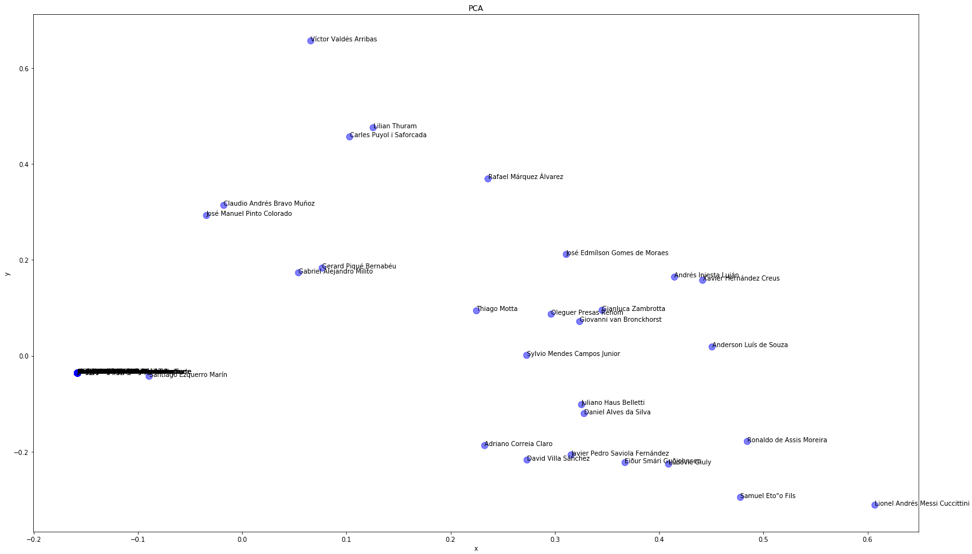 PCA
Víctor Valdés Arribas
0.6
Lilian Thuram
Carles Puyol i Saforcada
0.4
Rafael Márquez Álvarez
Claudio Andrés Bravo Muñoz
José Manuel Pinto Colorado
José Edmílson Gomes de Moraes
0.2
Gerard Piqué Bernabéu
Gabriel Alejandro Milito
Andrés Iniesta Luján
Xavier Hernández Creus
y
Thiago Motta
Gianluca Zambrotta
Oleguer Presas Renom
Giovanni van Bronckhorst
Anderson Luís de Souza
0.0
Sylvio Mendes Campos Junior
Santiago Ezquerro Marín
Juliano Haus Belletti
Daniel Alves da Silva
Ronaldo de Assis Moreira
Adriano Correia Claro
−0.2
Javier Pedro Saviola Fernández
David Villa Sánchez
Eiður Smári Guðjohnsen
Ludovic Giuly
Samuel Eto"o Fils
Lionel Andrés Messi Cuccittini
−0.2 −0.1 0.0 0.1 0.2 0.3 0.4 0.5 0.6
x